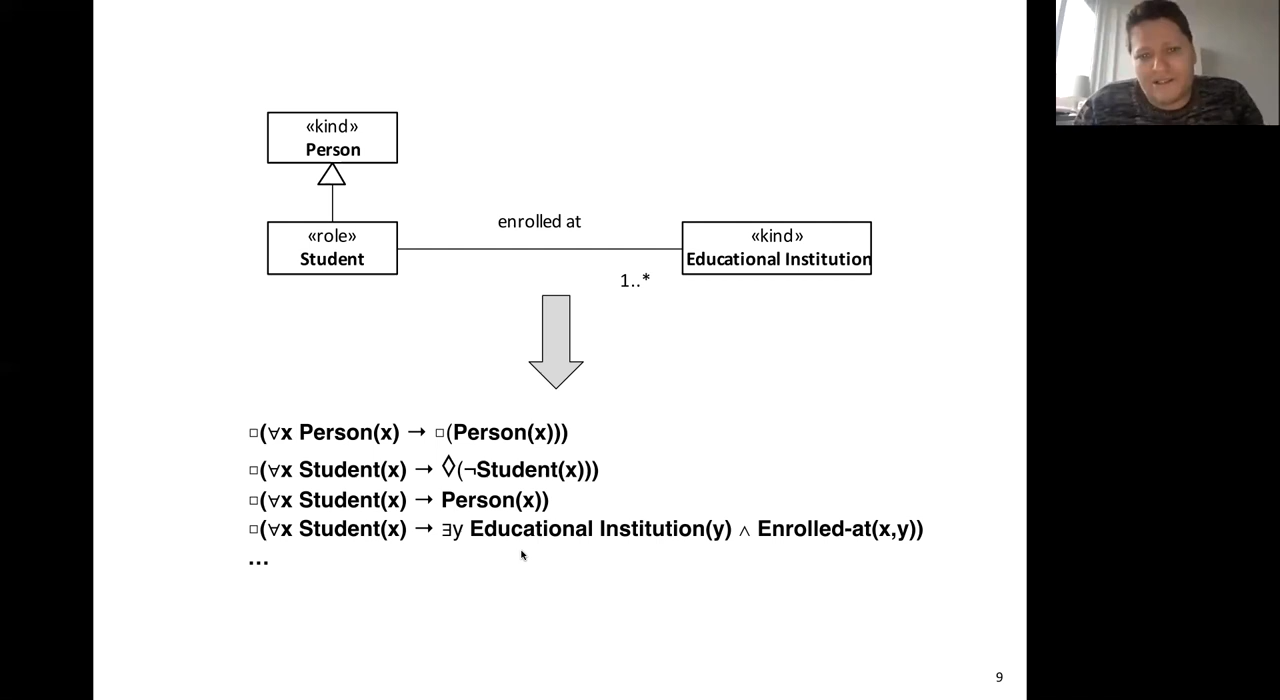 «kind»
Person
«role»
Student
enrolled at
«kind»
Educational Institution
1..*
□(∀x Person(x) → □(Person(x)))
□(∀x Student(x) → ◊(¬Student(x)))
□(∀x Student(x) → Person(x))
□(∀x Student(x) → ∃y Educational Institution(y) ∧ Enrolled-at(x,y))
...
9